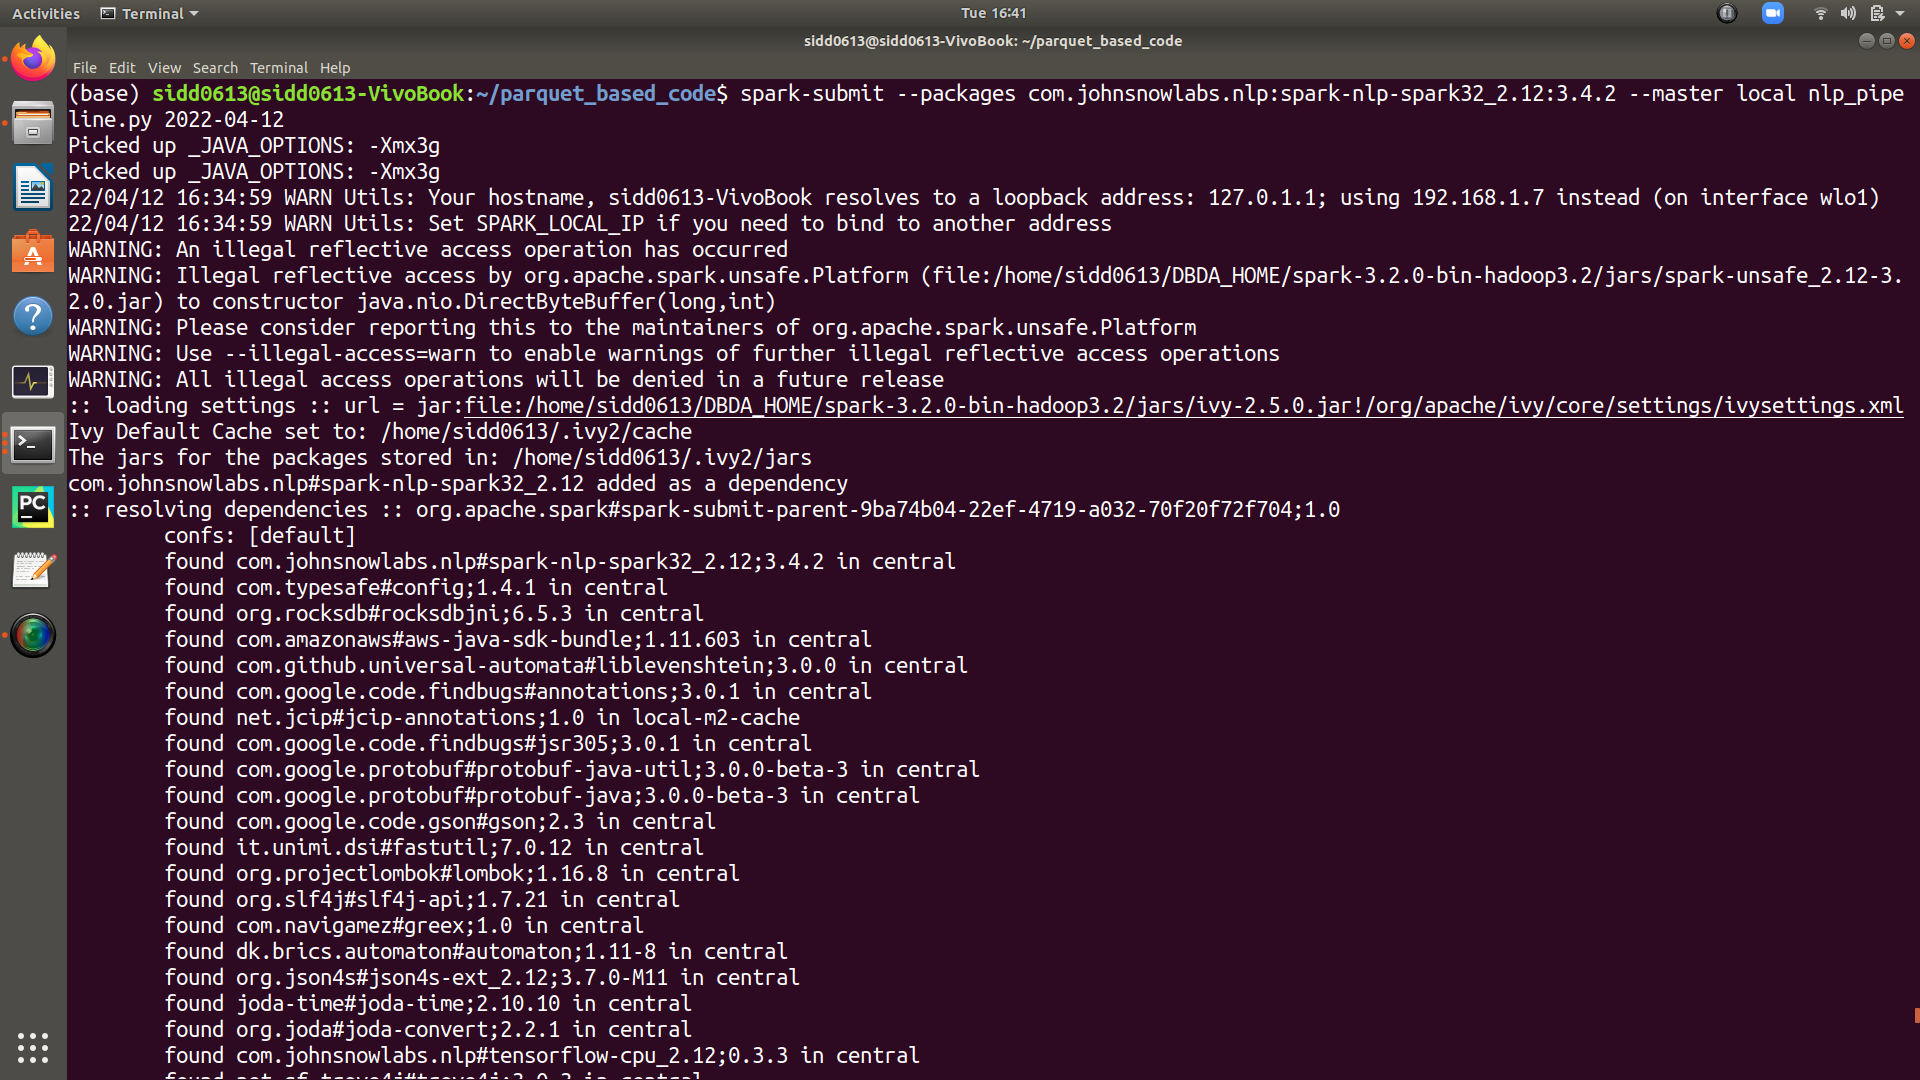 Activities Terminal Tue 16:41
sidd0613@sidd0613-VivoBook: ~/parquet_based_code
File Edit View Search Terminal Help
(base) sidd0613@sidd0613-VivoBook:~/parquet_based_code$ spark-submit --packages com.johnsnowlabs.nlp:spark-nlp-spark32_2.12:3.4.2 --master local nlp_pipe
line.py 2022-04-12
Picked up _JAVA_OPTIONS: -Xmx3g
Picked up _JAVA_OPTIONS: -Xmx3g
22/04/12 16:34:59 WARN Utils: Your hostname, sidd0613-VivoBook resolves to a loopback address: 127.0.1.1; using 192.168.1.7 instead (on interface wlo1)
22/04/12 16:34:59 WARN Utils: Set SPARK_LOCAL_IP if you need to bind to another address
WARNING: An illegal reflective access operation has occurred
WARNING: Illegal reflective access by org.apache.spark.unsafe.Platform (file:/home/sidd0613/DBDA_HOME/spark-3.2.0-bin-hadoop3.2/jars/spark-unsafe_2.12-3.
2.0.jar) to constructor java.nio.DirectByteBuffer(long,int)
WARNING: Please consider reporting this to the maintainers of org.apache.spark.unsafe.Platform
WARNING: Use --illegal-access=warn to enable warnings of further illegal reflective access operations
WARNING: All illegal access operations will be denied in a future release
:: loading settings :: url = jar:file:/home/sidd0613/DBDA_HOME/spark-3.2.0-bin-hadoop3.2/jars/ivy-2.5.0.jar!/org/apache/ivy/core/settings/ivysettings.xml
Ivy Default Cache set to: /home/sidd0613/.ivy2/cache
The jars for the packages stored in: /home/sidd0613/.ivy2/jars
com.johnsnowlabs.nlp#spark-nlp-spark32_2.12 added as a dependency
:: resolving dependencies :: org.apache.spark#spark-submit-parent-9ba74b04-22ef-4719-a032-70f20f72f704;1.0
confs: [default]
found com.johnsnowlabs.nlp#spark-nlp-spark32_2.12;3.4.2 in central
found com.typesafe#config;1.4.1 in central
found org.rocksdb#rocksdbjni;6.5.3 in central
found com.amazonaws#aws-java-sdk-bundle;1.11.603 in central
found com.github.universal-automata#liblevenshtein;3.0.0 in central
found com.google.code.findbugs#annotations;3.0.1 in central
found net.jcip#jcip-annotations;1.0 in local-m2-cache
found com.google.code.findbugs#jsr305;3.0.1 in central
found com.google.protobuf#protobuf-java-util;3.0.0-beta-3 in central
found com.google.protobuf#protobuf-java;3.0.0-beta-3 in central
found com.google.code.gson#gson;2.3 in central
found it.unimi.dsi#fastutil;7.0.12 in central
found org.projectlombok#lombok;1.16.8 in central
found org.slf4j#slf4j-api;1.7.21 in central
found com.navigamez#greex;1.0 in central
found dk.brics.automaton#automaton;1.11-8 in central
found org.json4s#json4s-ext_2.12;3.7.0-M11 in central
found joda-time#joda-time;2.10.10 in central
found org.joda#joda-convert;2.2.1 in central
found com.johnsnowlabs.nlp#tensorflow-cpu_2.12;0.3.3 in central